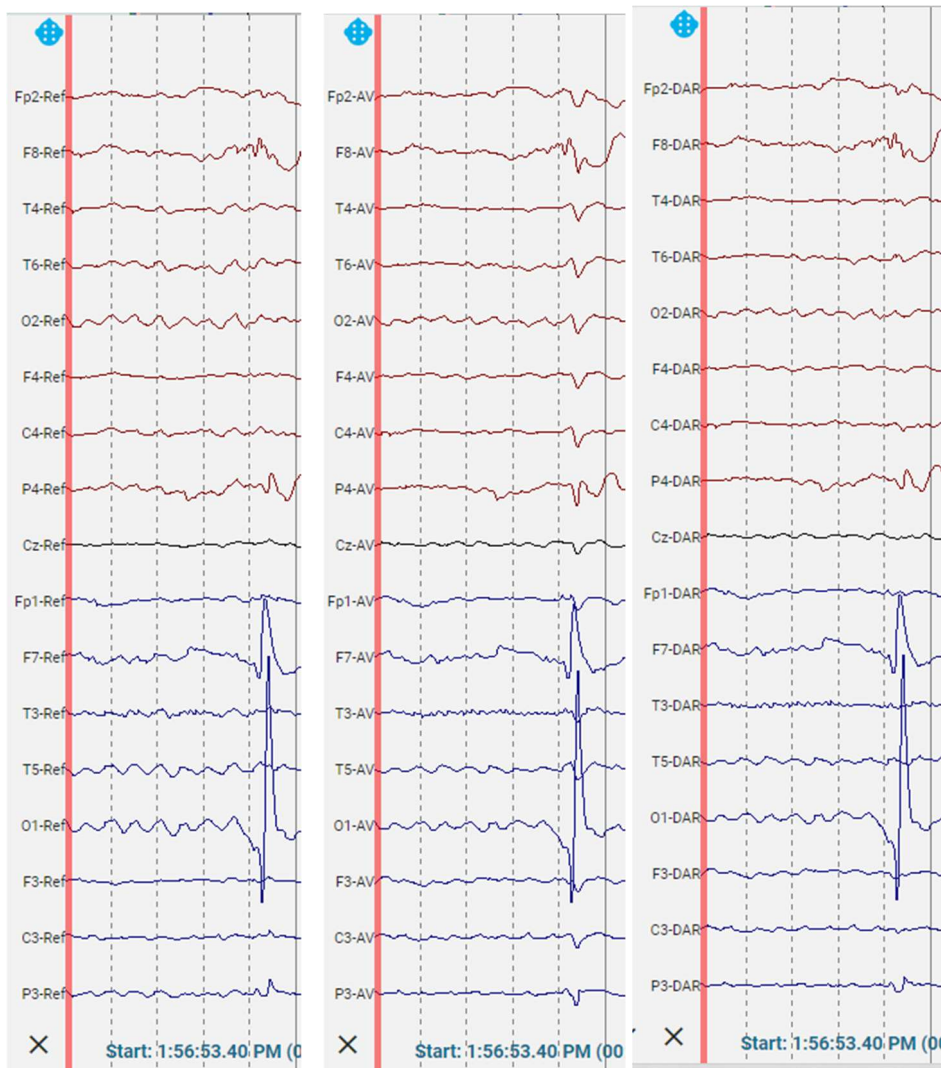 Fp2-Ref
F8-Ref
T4-Ref
T6-Ref
O2-Ref
F4-Ref
C4-Ref
P4-Ref
Cz-Ref
Fp1-Ref
F7-Ref
T3-Ref
T5-Ref
O1-Ref
F3-Ref
C3-Ref
P3-Ref
Start: 1:56:53.40 PM (0
Fp2-AV
F8-AV
T4-AV
T6-AV
O2-AV
F4-AV
C4-AV
P4-AV
Cz-AV
Fp1-AV
F7-AV
T3-AV
T5-AV
O1-AV
F3-AV
C3-AV
P3-AV
Start: 1:56:53.40 PM (00
Fp2-DAR
F8-DAR
T4-DAR
T6-DAR
O2-DAR
F4-DAR
C4-DAR
P4-DAR
Cz-DAR
Fp1-DAR
F7-DAR
T3-DAR
T5-DAR
O1-DAR
F3-DAR
C3-DAR
P3-DAR
Start: 1:56:53.40 PM (00